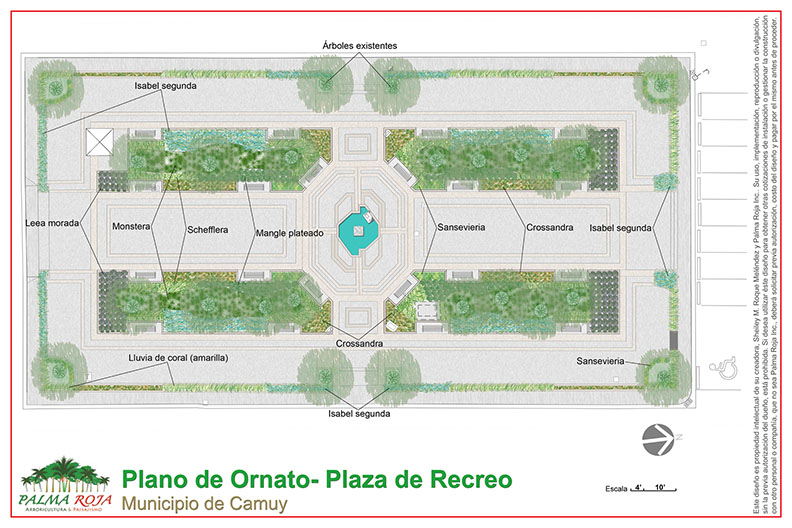 Árboles existentes
Isabel segunda
Leea morada
Monstera
Schefflera
Mangle plateado
Sansevieria
Crossandra
Isabel segunda
Crossandra
Lluvia de coral (amarilla)
Sansevieria
Isabel segunda
N
PALMA ROJA
ARBORICULTURA & PAISAJISMO
Plano de Ornato- Plaza de Recreo
Municipio de Camuy
Escala 4' 10'
Este diseño es propiedad intelectual de su creadora, Sheiley M. Roque Meléndez y Palma Roja Inc. Su uso, implementación, reproducción o divulgación,
sin la previa autorización del dueño, está prohibida. Si desea utilizar éste diseño para obtener otras cotizaciones de instalación o gestionar la construcción
con otro personal o compañía, que no sea Palma Roja Inc., deberá solicitar previa autorización, costo del diseño y pagar por el mismo antes de proceder.